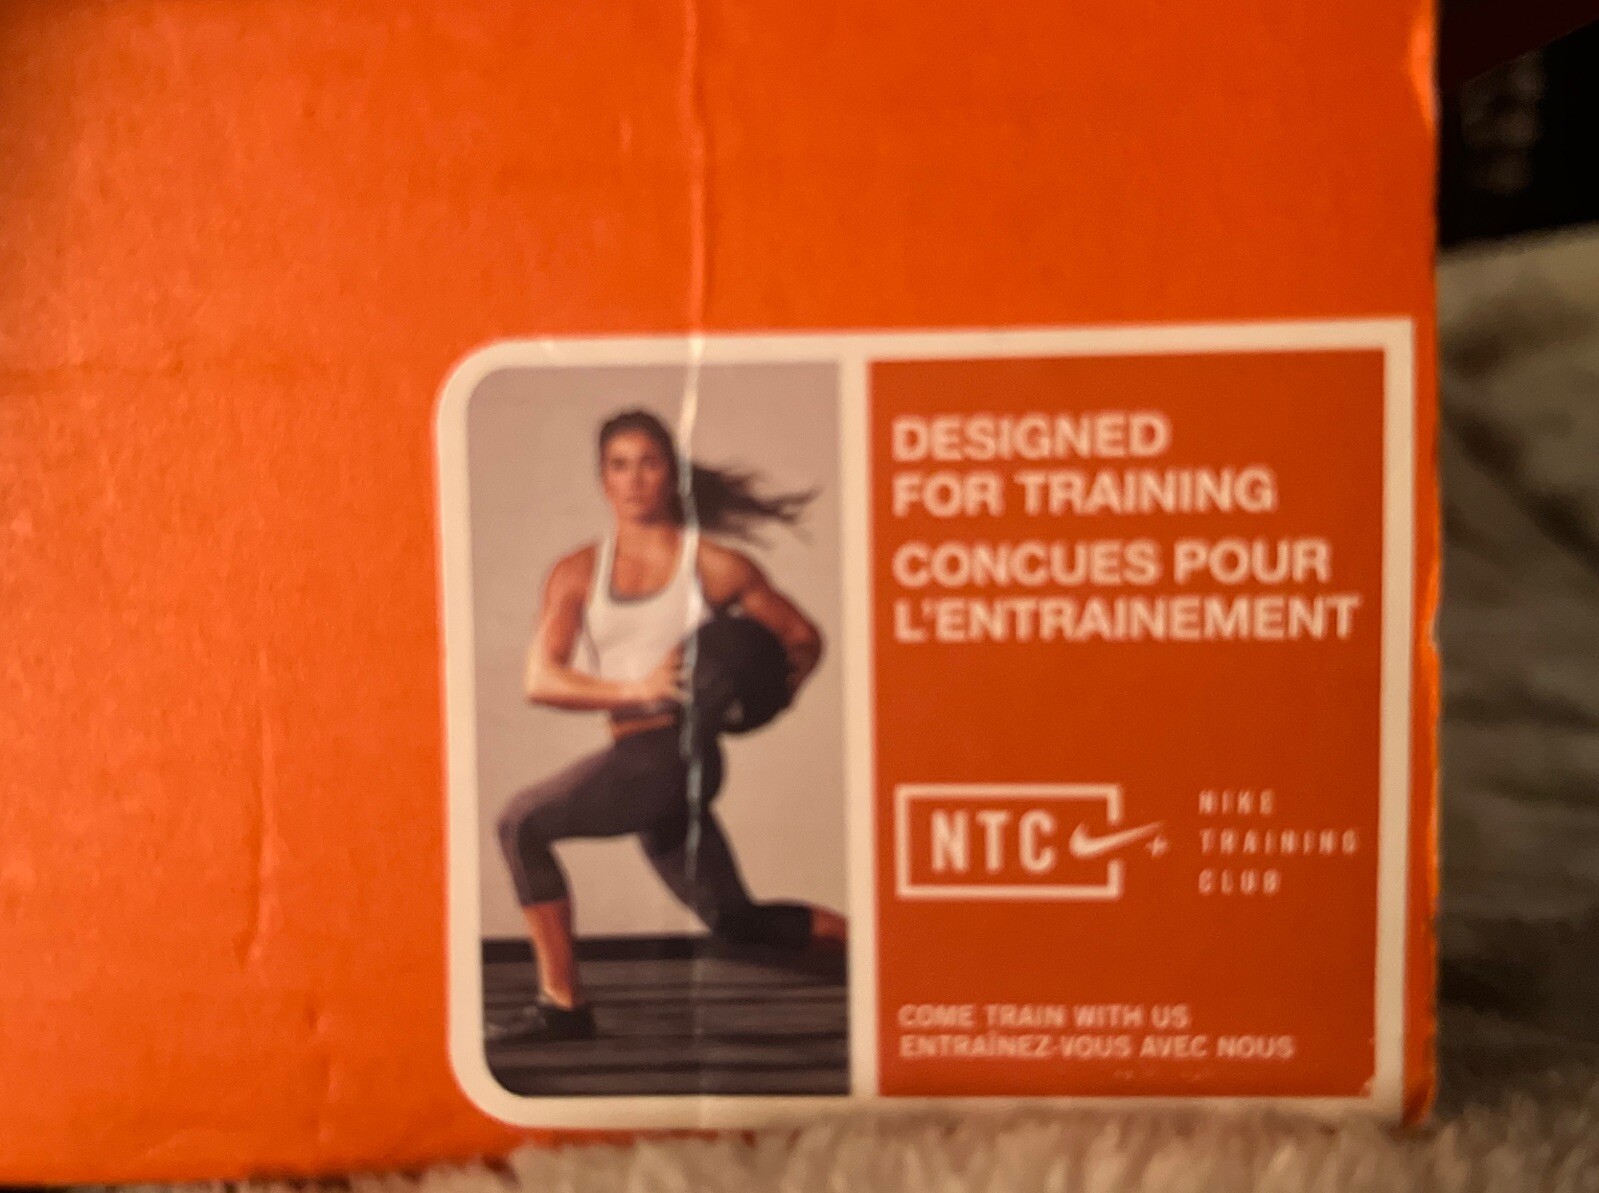 DESIGNED
FOR TRAINING
CONCUES POUR
L'ENTRAINEMENT
NTC +
NIKE
TRAINING
CLUB
COME TRAIN WITH US
ENTRAÎNEZ-VOUS AVEC NOUS